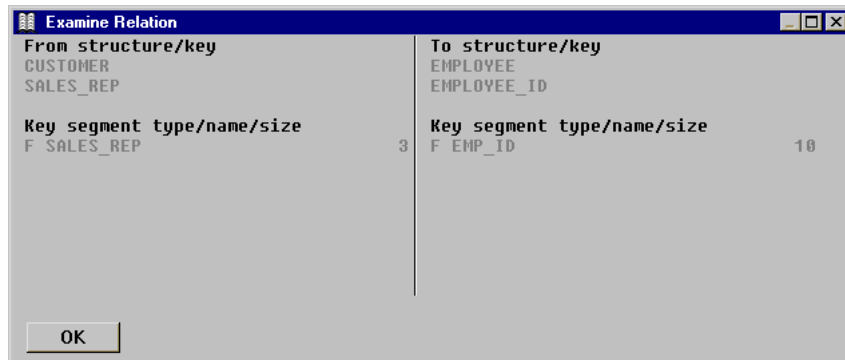 Examine Relation
From structure/key
CUSTOMER
SALES_REP
Key segment type/name/size
F SALES_REP 3
To structure/key
EMPLOYEE
EMPLOYEE_ID
Key segment type/name/size
F EMP_ID 10
OK